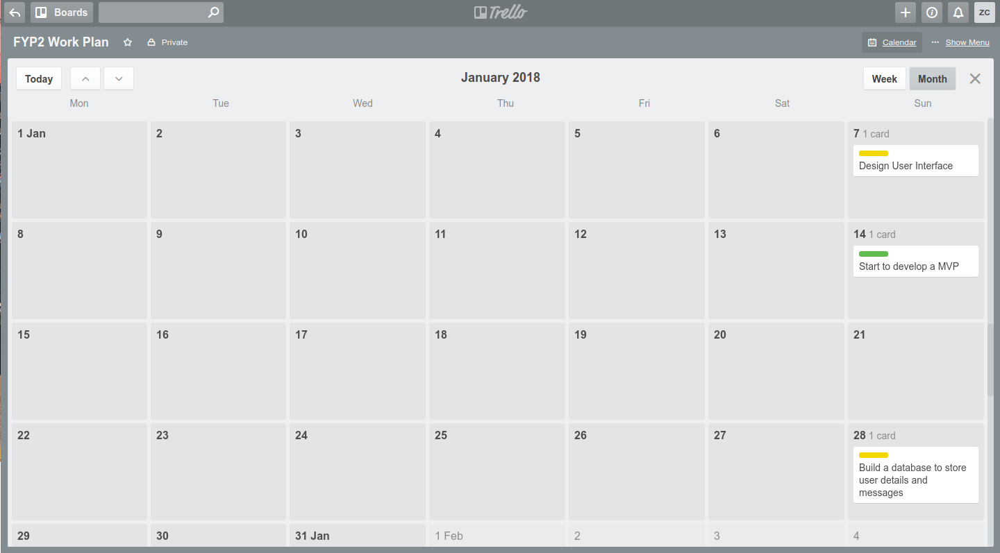 Boards
Trello
ZC
FYP2 Work Plan
Private
Calendar
Show Menu
Today
January 2018
Week
Month
Mon
Tue
Wed
Thu
Fri
Sat
Sun
1 Jan
2
3
4
5
6
7 1 card
Design User Interface
8
9
10
11
12
13
14 1 card
Start to develop a MVP
15
16
17
18
19
20
21
22
23
24
25
26
27
28 1 card
Build a database to store
user details and
messages
29
30
31 Jan
1 Feb
2
3
4